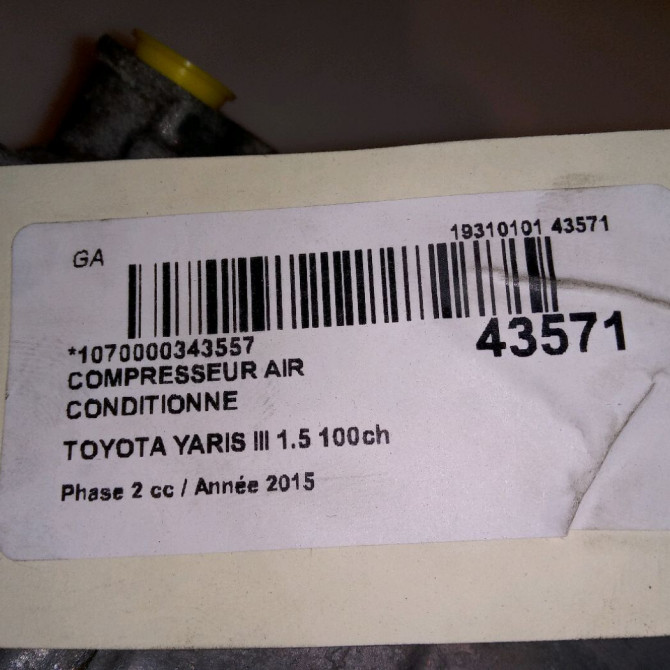 GA
19310101 43571
*1070000343557
43571
COMPRESSEUR AIR
CONDITIONNE
TOYOTA YARIS III 1.5 100ch
Phase 2 cc / Année 2015